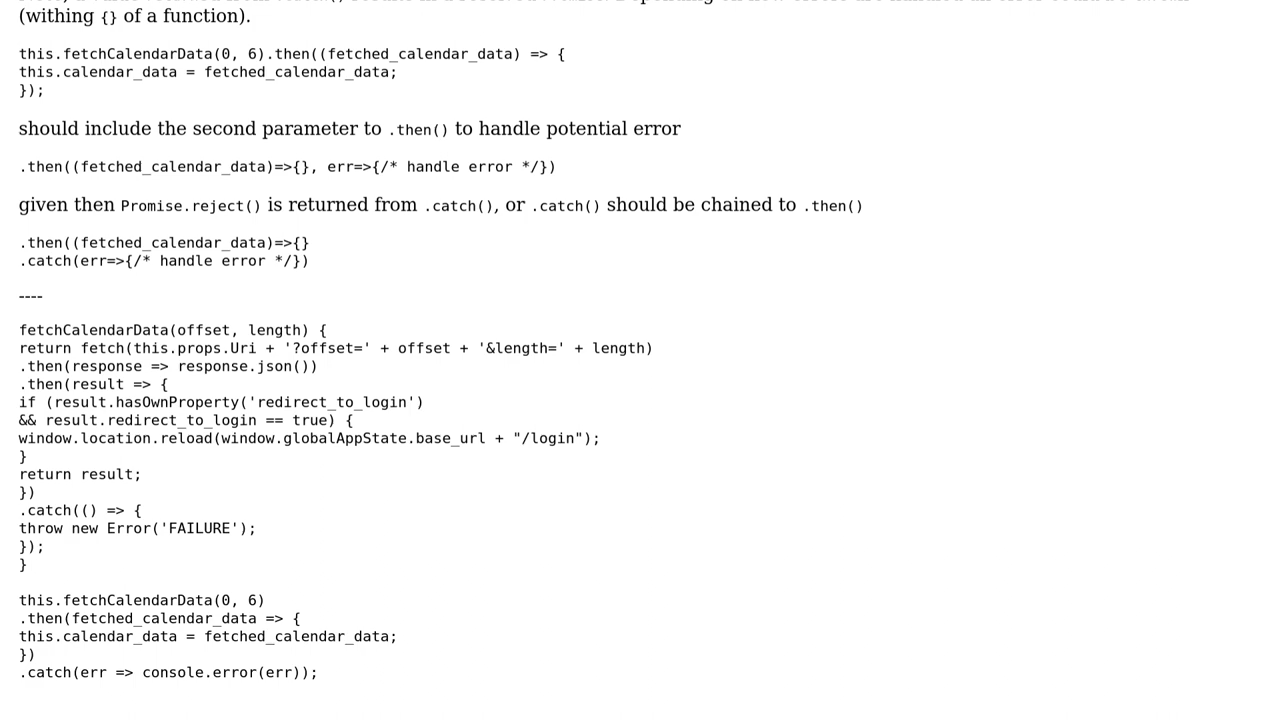 (withing {} of a function).
this.fetchCalendarData(0, 6).then((fetched_calendar_data) => {
this.calendar_data = fetched_calendar_data;
});
should include the second parameter to .then() to handle potential error
.then((fetched_calendar_data)=>{}, err=>{/* handle error */})
given then Promise.reject() is returned from .catch(), or .catch() should be chained to .then()
.then((fetched_calendar_data)=>{}
.catch(err=>{/* handle error */})
----
fetchCalendarData(offset, length) {
return fetch(this.props.Uri + '?offset=' + offset + '&length=' + length)
.then(response => response.json())
.then(result => {
if (result.hasOwnProperty('redirect_to_login')
&& result.redirect_to_login == true) {
window.location.reload(window.globalAppState.base_url + "/login");
}
return result;
})
.catch(() => {
throw new Error('FAILURE');
});
}
this.fetchCalendarData(0, 6)
.then(fetched_calendar_data => {
this.calendar_data = fetched_calendar_data;
})
.catch(err => console.error(err));